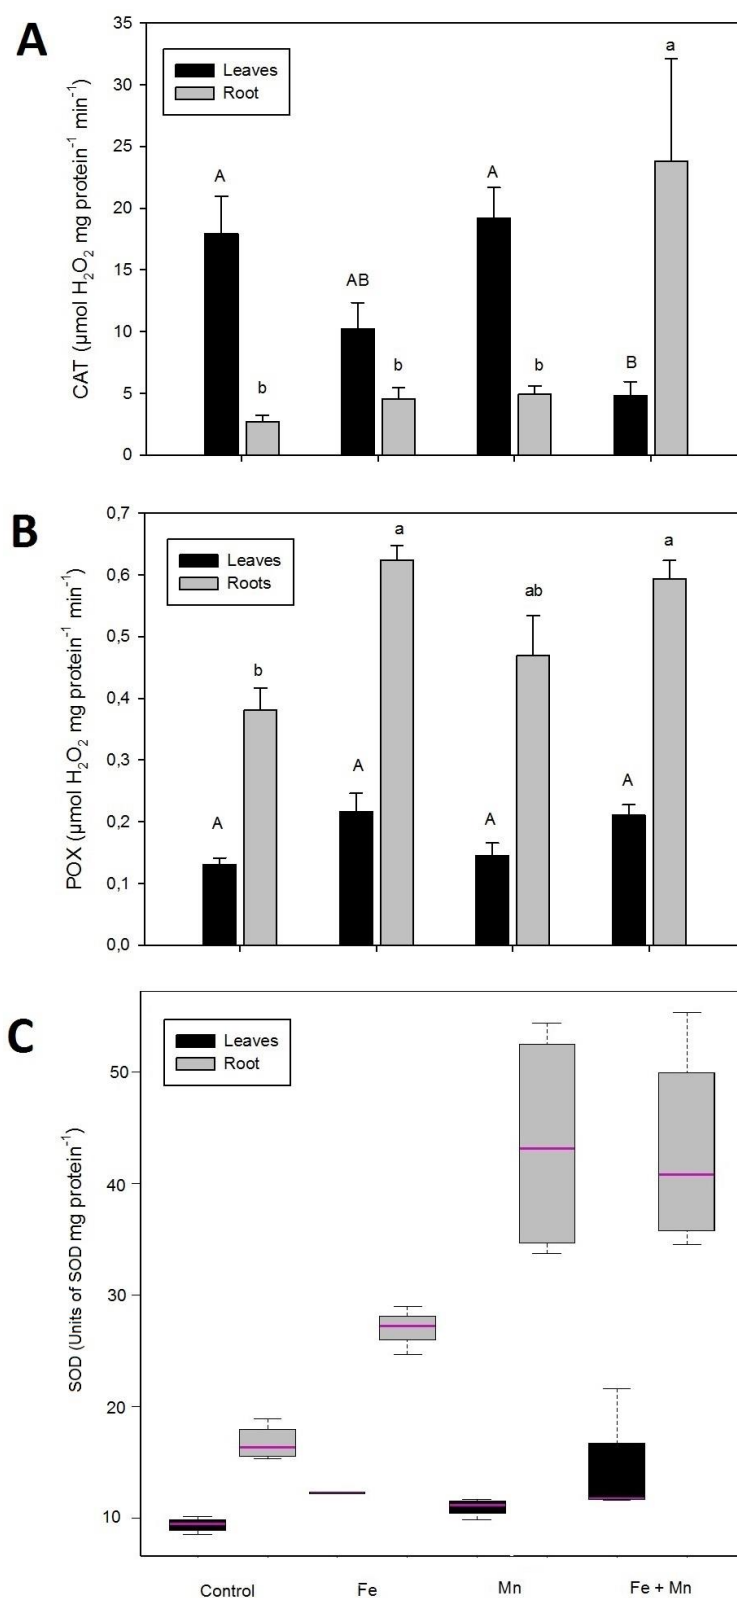 A
35
30
25
20
15
10
5
0
CAT (µmol H₂O₂ mg protein⁻¹ min⁻¹)
Leaves
Root
A
b
AB
b
A
b
B
a
B
0,7
0,6
0,5
0,4
0,3
0,2
0,1
0,0
POX (µmol H₂O₂ mg protein⁻¹ min⁻¹)
Leaves
Roots
A
b
A
a
A
ab
A
a
C
50
40
30
20
10
SOD (Units of SOD mg protein⁻¹)
Leaves
Root
Control Fe Mn Fe + Mn